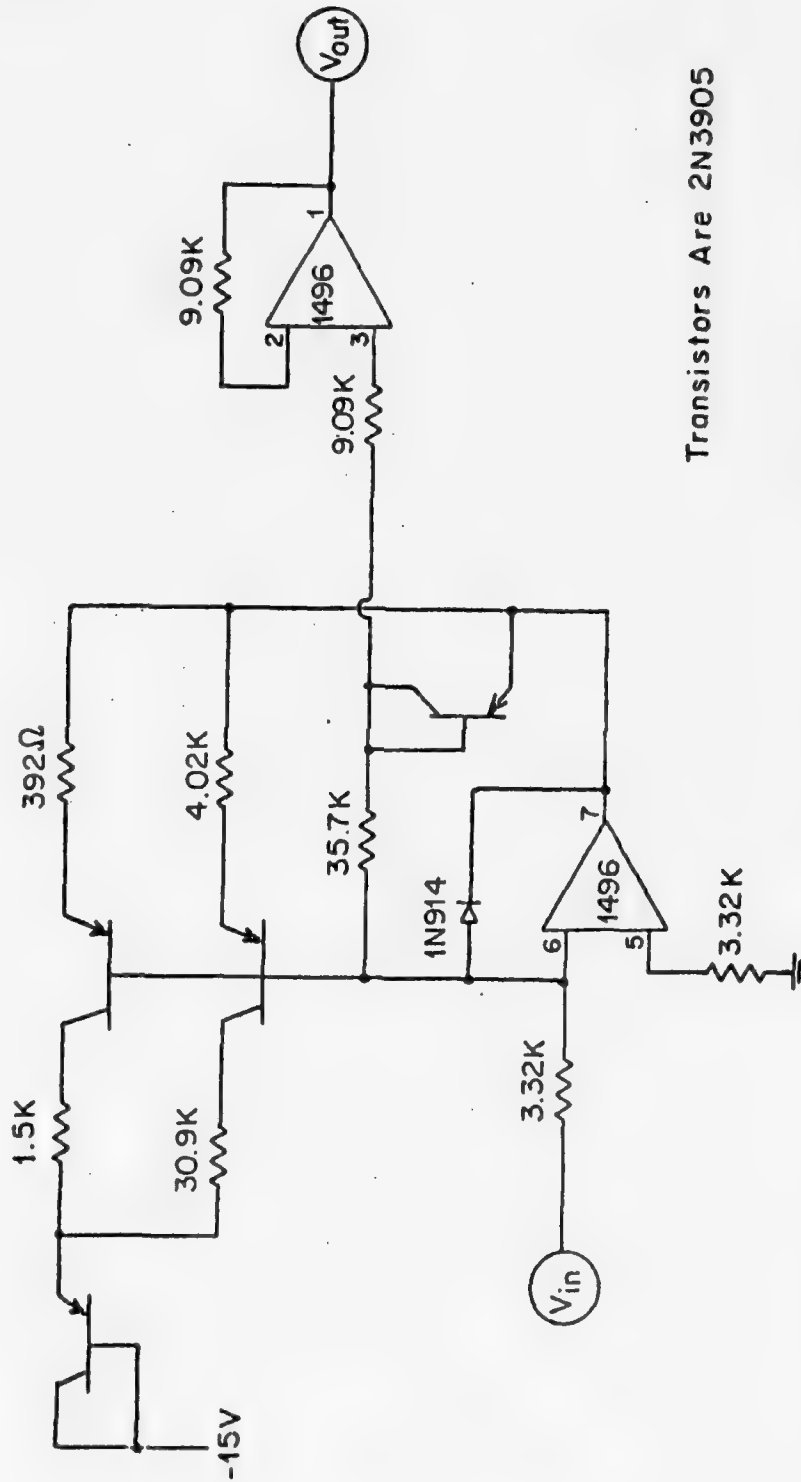 392Ω
1.5K
4.02K
30.9K
-15V
35.7K
9.09K
9.09K
2
3
1
1496
Vout
1N914
6
5
7
1496
3.32K
3.32K
Vin
Transistors Are 2N3905